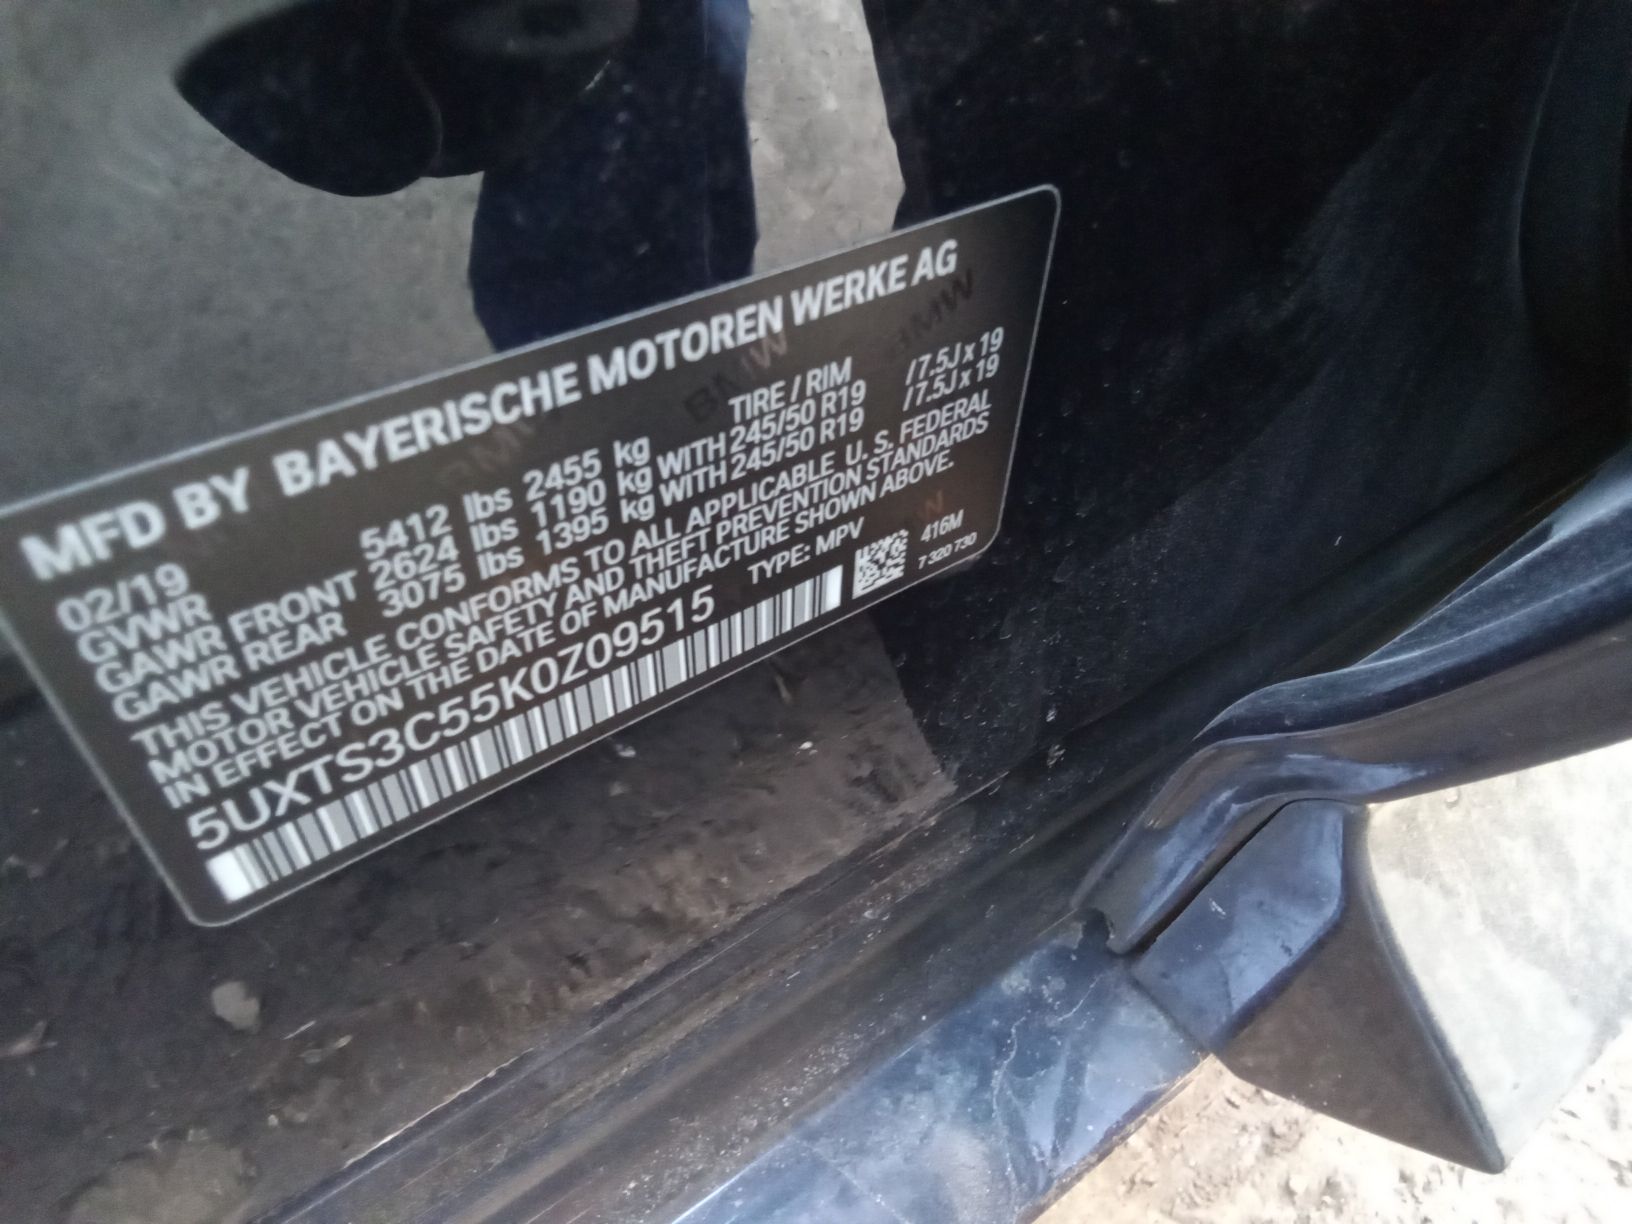 MFD BY BAYERISCHE MOTOREN WERKE AG
02/19
GVWR 5412 lbs 2455 kg TIRE / RIM
GAWR FRONT 2624 lbs 1190 kg WITH 245/50 R19 / 7.5J x 19
GAWR REAR 3075 lbs 1395 kg WITH 245/50 R19 / 7.5J x 19
THIS VEHICLE CONFORMS TO ALL APPLICABLE U. S. FEDERAL
MOTOR VEHICLE SAFETY AND THEFT PREVENTION STANDARDS
IN EFFECT ON THE DATE OF MANUFACTURE SHOWN ABOVE.
5UXTS3C55K0Z09515 TYPE: MPV
416M
7 320 730
BMW
BMW